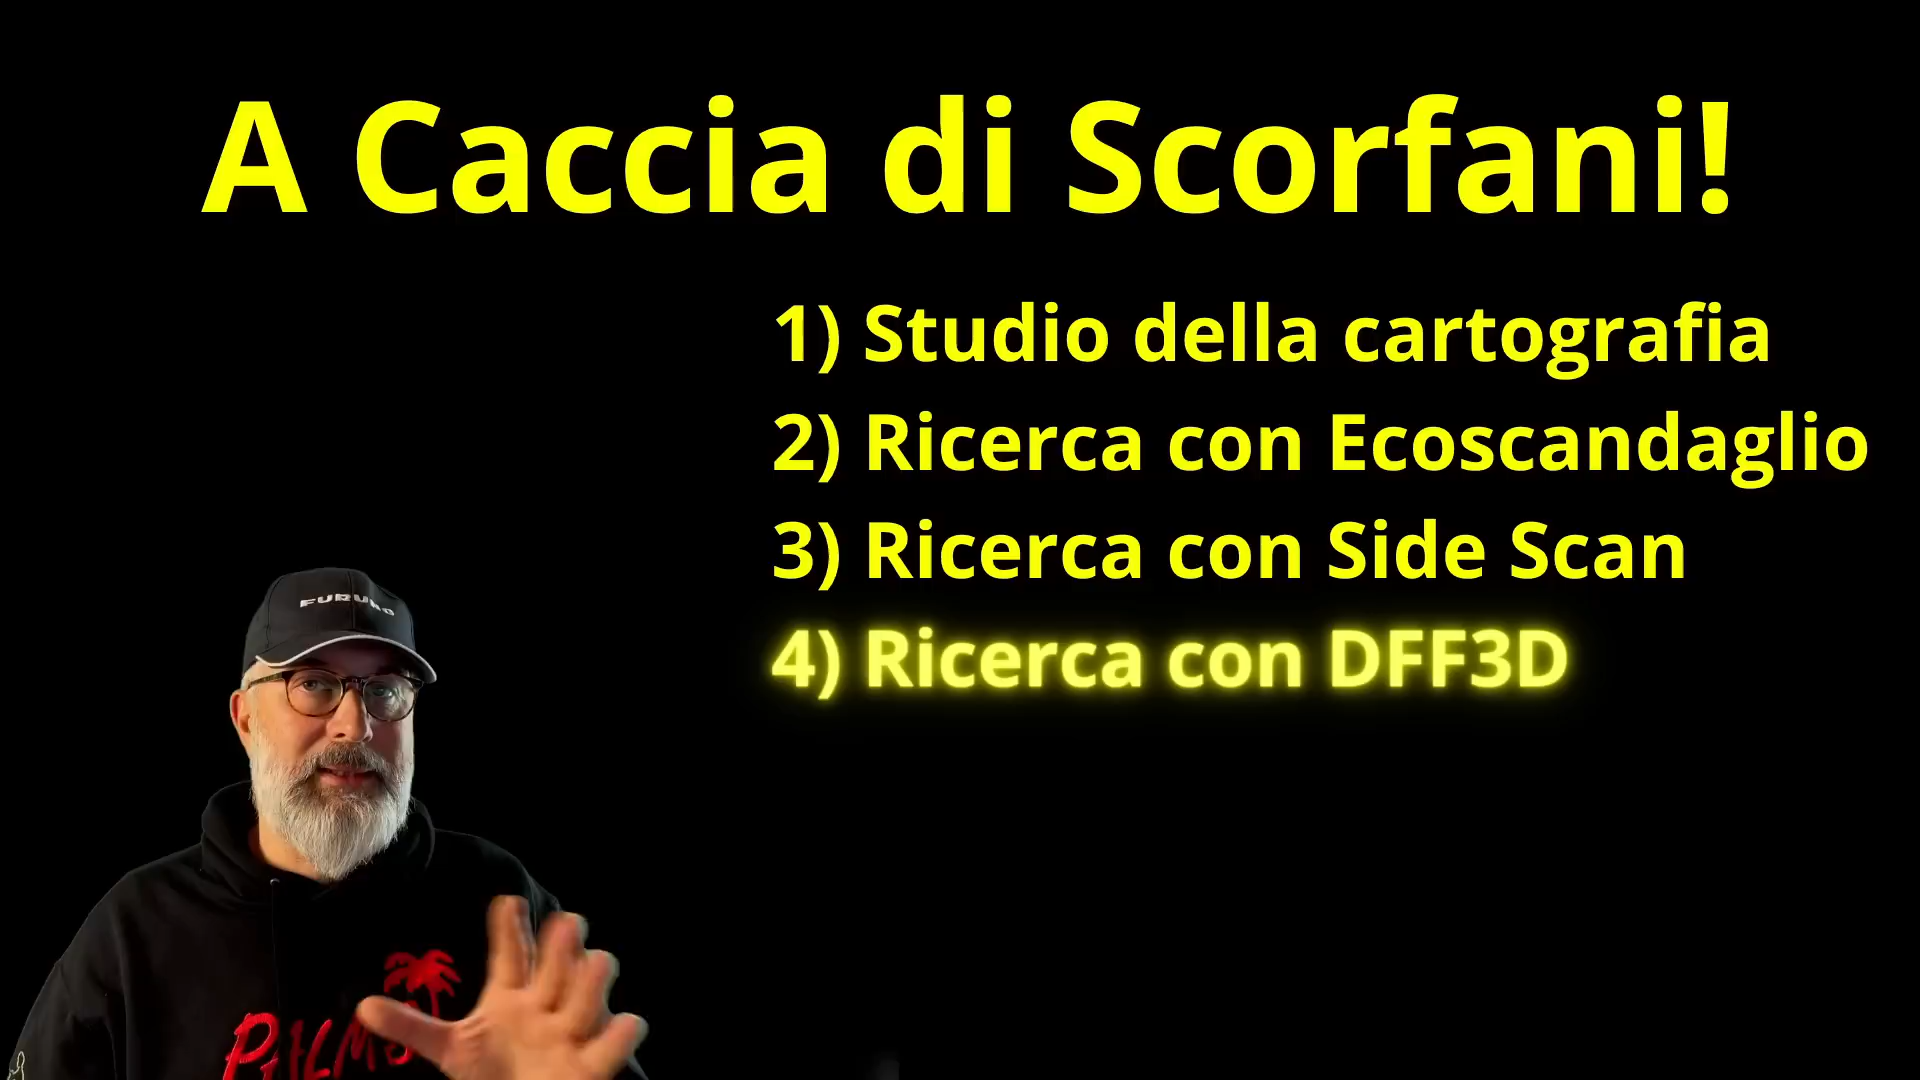 A Caccia di Scorfani!
1) Studio della cartografia
2) Ricerca con Ecoscandaglio
3) Ricerca con Side Scan
4) Ricerca con DFF3D
FURUNO
PALMS